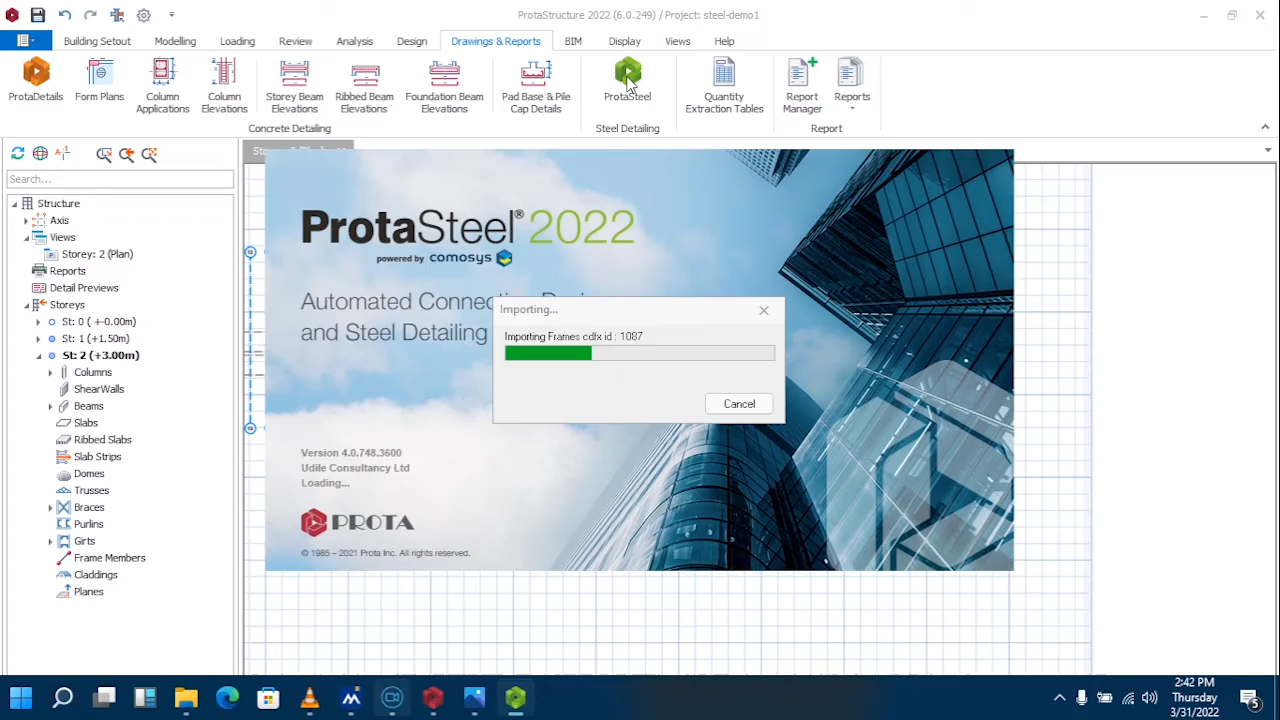 ProtaStructure 2022 (6.0.249) / Project: steel-demo1
Building Setout
Modelling
Loading
Review
Analysis
Design
Drawings & Reports
BIM
Display
Views
Help
ProtaDetails
Form Plans
Column
Applications
Column
Elevations
Storey Beam
Elevations
Ribbed Beam
Elevations
Foundation Beam
Elevations
Pad Base & Pile
Cap Details
ProtaSteel
Quantity
Extraction Tables
Report
Manager
Reports
Concrete Detailing
Steel Detailing
Report
Search...
Structure
Axis
Views
Storey: 2 (Plan)
Reports
Detail Previews
Storeys
St: 0 ( +0.00m)
St: 1 (+1.50m)
St: 2 (+3.00m)
Columns
ShearWalls
Beams
Slabs
Ribbed Slabs
Slab Strips
Domes
Trusses
Braces
Purlins
Girts
Frame Members
Claddings
Planes
ProtaSteel® 2022
powered by comosys
Automated Connection
and Steel Detailing
Importing...
Importing Frames cdfx id : 1087
Cancel
Version 4.0.748.3600
Udile Consultancy Ltd
Loading...
PROTA
© 1985 – 2021 Prota Inc. All rights reserved.
2:42 PM
Thursday
3/31/2022
5